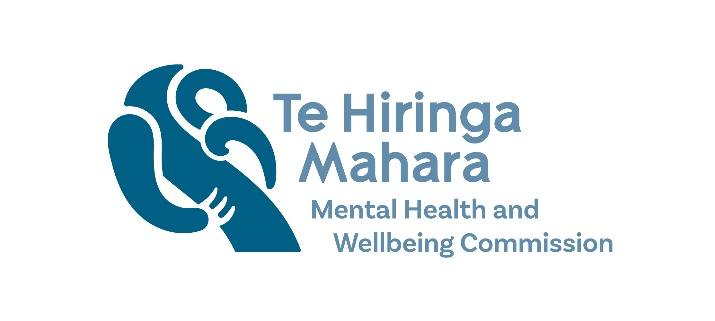 Te Hiringa
Mahara
Mental Health and
Wellbeing Commission